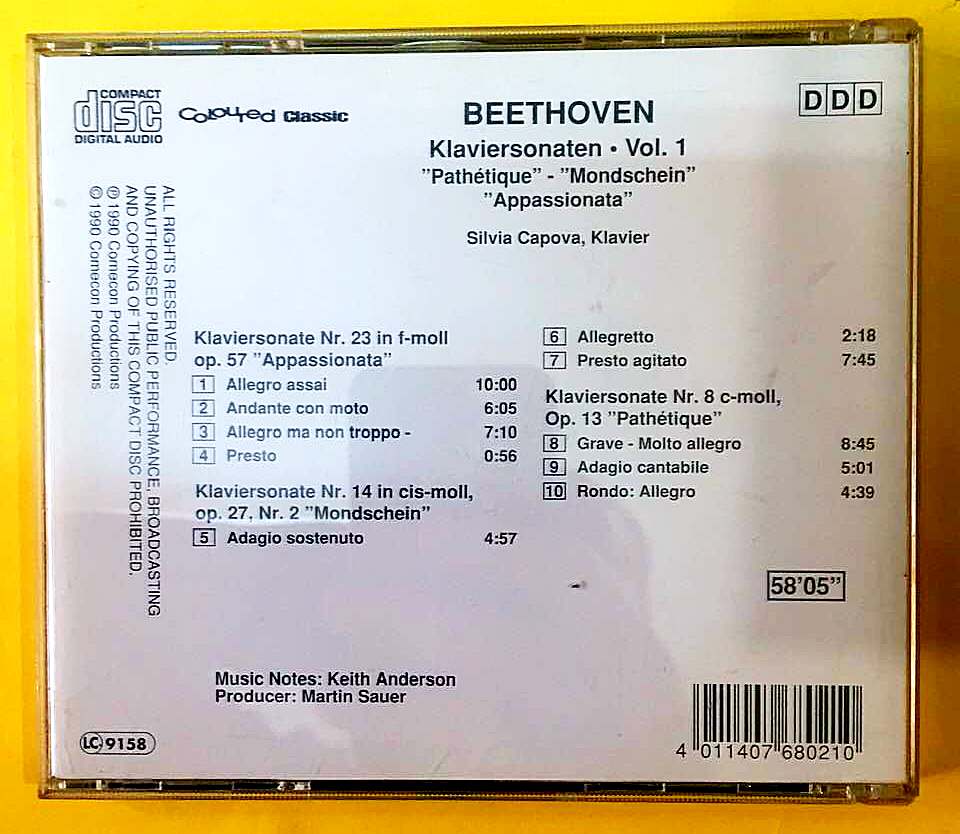 COMPACT
disc
DIGITAL AUDIO
Coloured Classic
BEETHOVEN
Klaviersonaten • Vol. 1
"Pathétique" - "Mondschein"
"Appassionata"
Silvia Capova, Klavier
DDD
ALL RIGHTS RESERVED.
UNAUTHORISED PUBLIC PERFORMANCE, BROADCASTING
AND COPYING OF THIS COMPACT DISC PROHIBITED.
℗ 1990 Comecon Productions
© 1990 Comecon Productions
Klaviersonate Nr. 23 in f-moll
op. 57 "Appassionata"
1 Allegro assai 10:00
2 Andante con moto 6:05
3 Allegro ma non troppo - 7:10
4 Presto 0:56
Klaviersonate Nr. 14 in cis-moll,
op. 27, Nr. 2 "Mondschein"
5 Adagio sostenuto 4:57
6 Allegretto 2:18
7 Presto agitato 7:45
Klaviersonate Nr. 8 c-moll,
Op. 13 "Pathétique"
8 Grave - Molto allegro 8:45
9 Adagio cantabile 5:01
10 Rondo: Allegro 4:39
58'05"
Music Notes: Keith Anderson
Producer: Martin Sauer
LC 9158
4 011407 680210